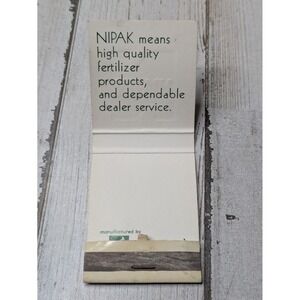 NIPAK means
high quality
fertilizer
products,
and dependable
dealer service.
manufactured by